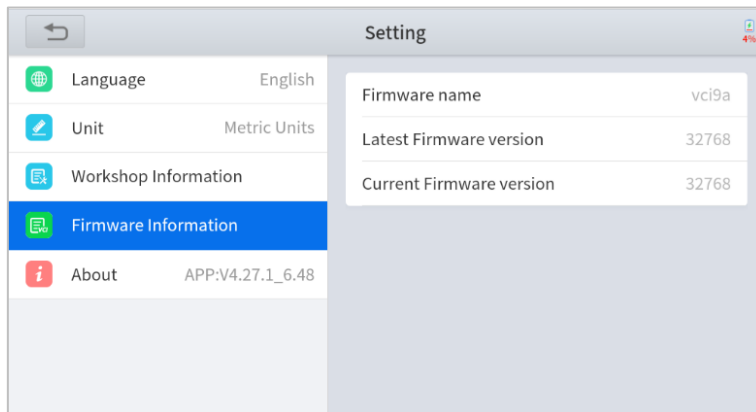 Setting
4%
Language English
Unit Metric Units
Workshop Information
Firmware Information
About APP:V4.27.1_6.48
Firmware name vci9a
Latest Firmware version 32768
Current Firmware version 32768